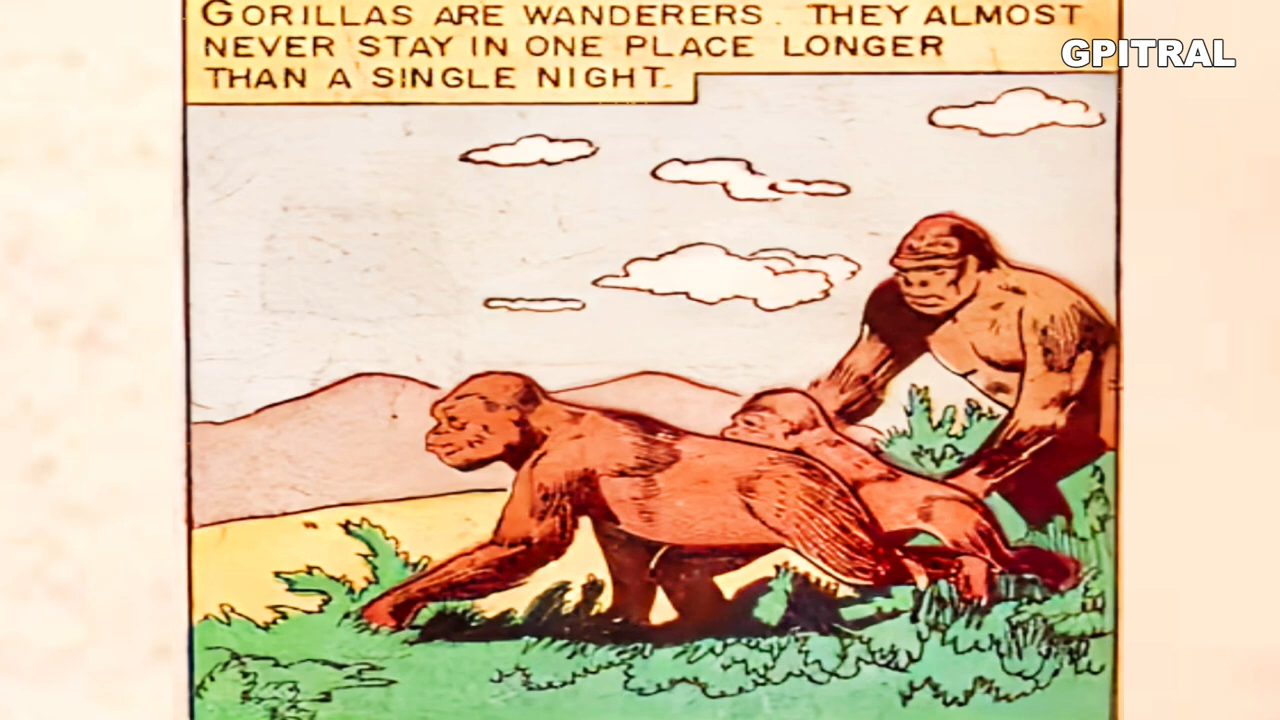 GORILLAS ARE WANDERERS. THEY ALMOST
NEVER STAY IN ONE PLACE LONGER
THAN A SINGLE NIGHT.
GPITRAL